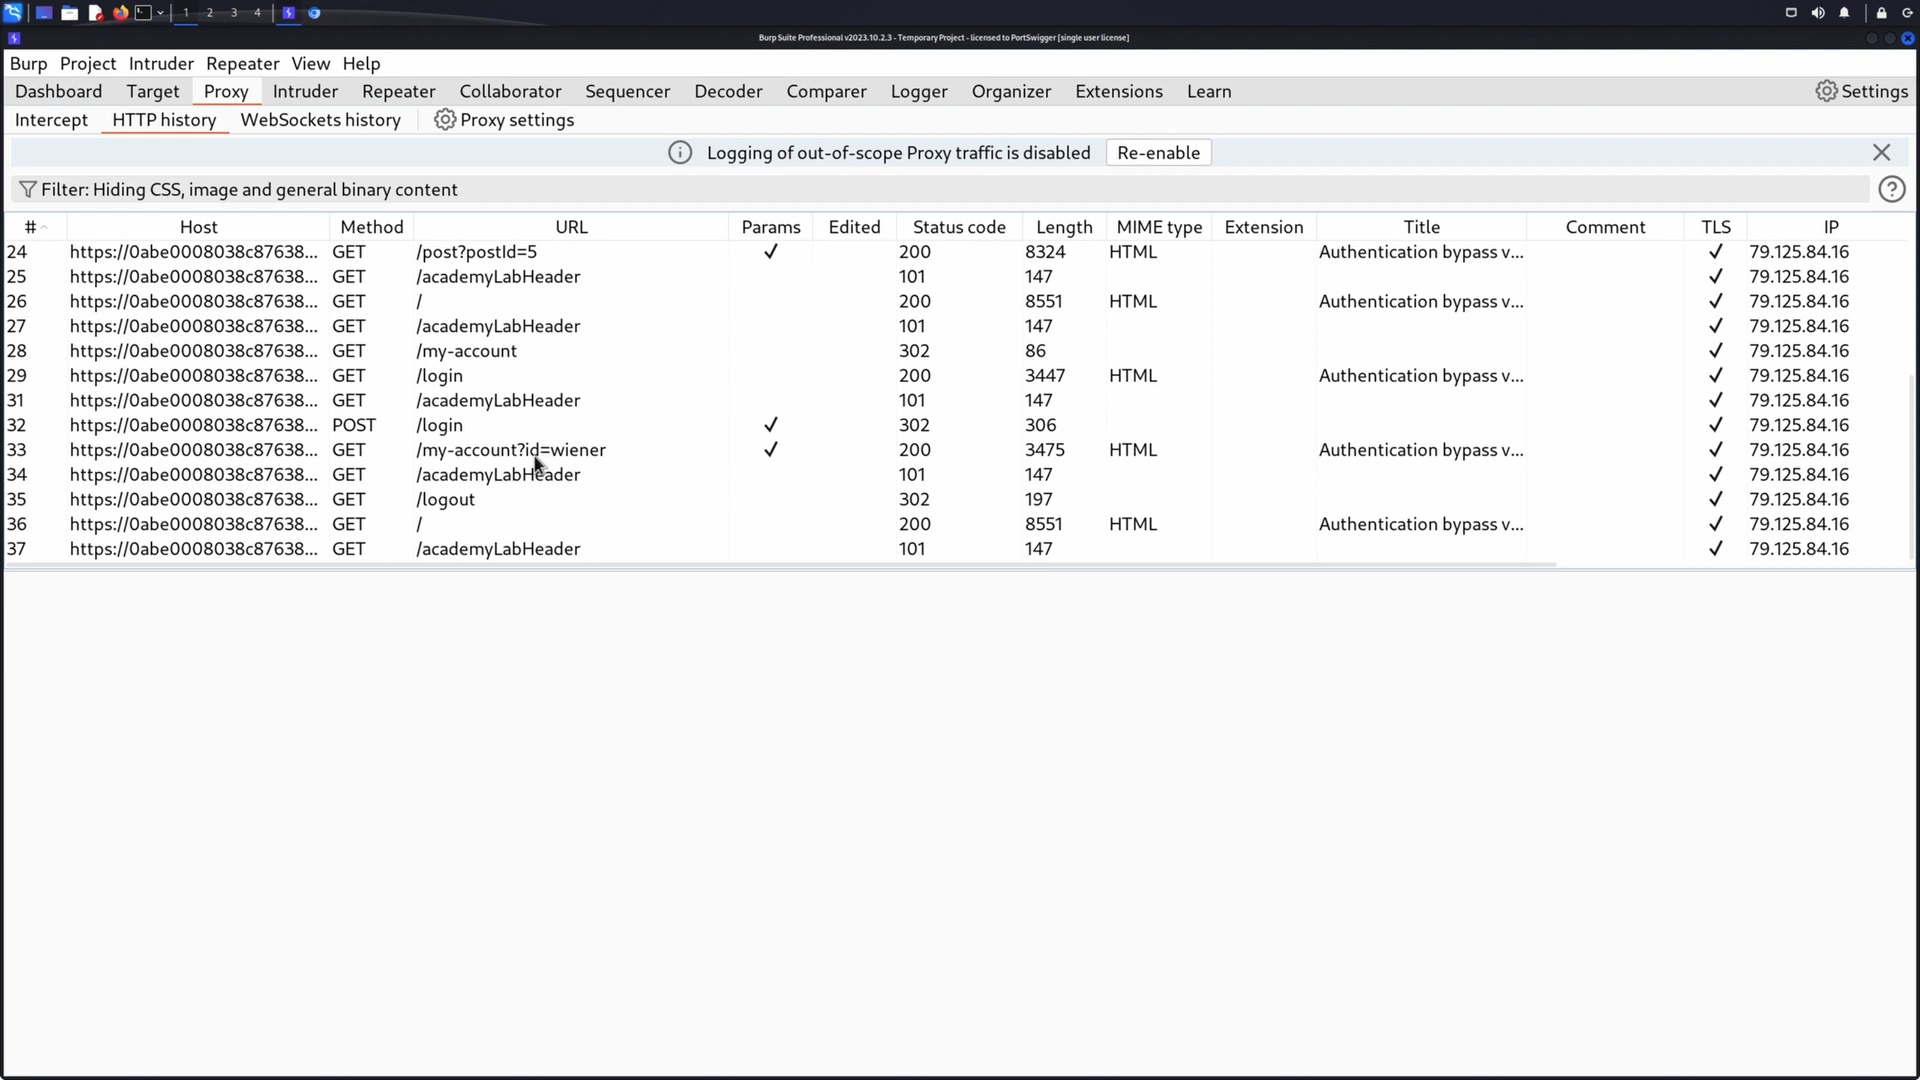 1 2 3 4
Burp Suite Professional v2023.10.2.3 - Temporary Project - licensed to PortSwigger [single user license]
Burp Project Intruder Repeater View Help
Dashboard Target Proxy Intruder Repeater Collaborator Sequencer Decoder Comparer Logger Organizer Extensions Learn Settings
Intercept HTTP history WebSockets history Proxy settings
Logging of out-of-scope Proxy traffic is disabled Re-enable
Filter: Hiding CSS, image and general binary content
# Host Method URL Params Edited Status code Length MIME type Extension Title Comment TLS IP
24 https://0abe0008038c87638... GET /post?postId=5 ✓ 200 8324 HTML Authentication bypass v... ✓ 79.125.84.16
25 https://0abe0008038c87638... GET /academyLabHeader 101 147 ✓ 79.125.84.16
26 https://0abe0008038c87638... GET / 200 8551 HTML Authentication bypass v... ✓ 79.125.84.16
27 https://0abe0008038c87638... GET /academyLabHeader 101 147 ✓ 79.125.84.16
28 https://0abe0008038c87638... GET /my-account 302 86 ✓ 79.125.84.16
29 https://0abe0008038c87638... GET /login 200 3447 HTML Authentication bypass v... ✓ 79.125.84.16
31 https://0abe0008038c87638... GET /academyLabHeader 101 147 ✓ 79.125.84.16
32 https://0abe0008038c87638... POST /login ✓ 302 306 ✓ 79.125.84.16
33 https://0abe0008038c87638... GET /my-account?id=wiener ✓ 200 3475 HTML Authentication bypass v... ✓ 79.125.84.16
34 https://0abe0008038c87638... GET /academyLabHeader 101 147 ✓ 79.125.84.16
35 https://0abe0008038c87638... GET /logout 302 197 ✓ 79.125.84.16
36 https://0abe0008038c87638... GET / 200 8551 HTML Authentication bypass v... ✓ 79.125.84.16
37 https://0abe0008038c87638... GET /academyLabHeader 101 147 ✓ 79.125.84.16